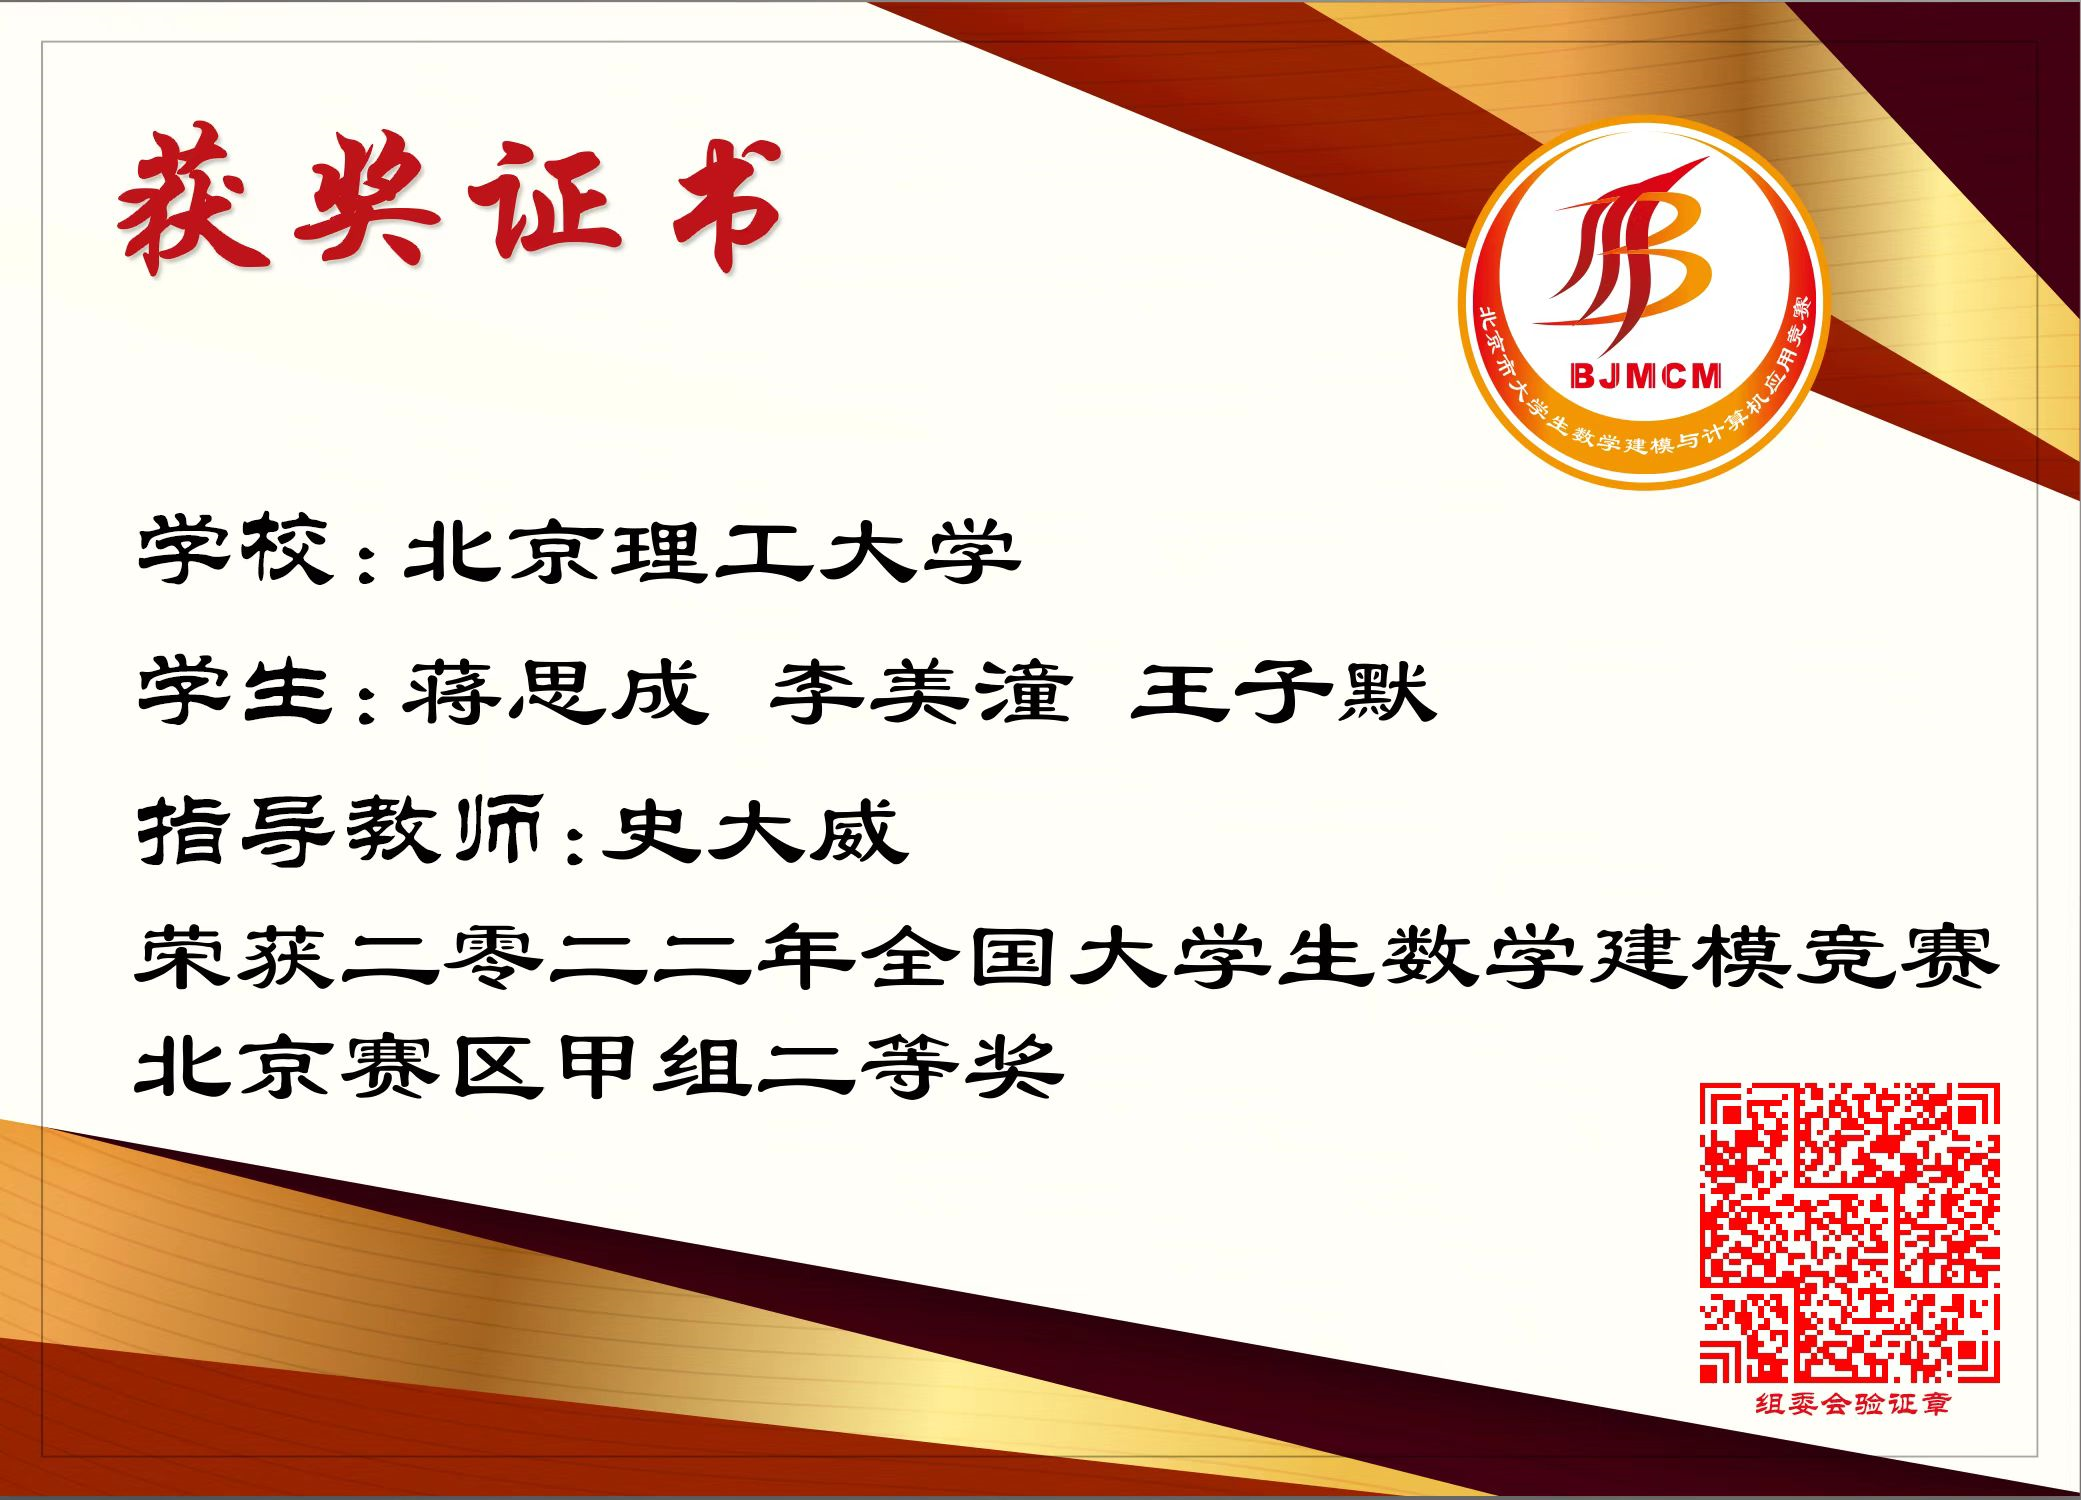 获奖证书
BJMCM
北京市大学生数学建模与计算机应用竞赛
学校:北京理工大学
学生:蒋思成 李美潼 王子默
指导教师:史大威
荣获二零二二年全国大学生数学建模竞赛
北京赛区甲组二等奖
组委会验证章